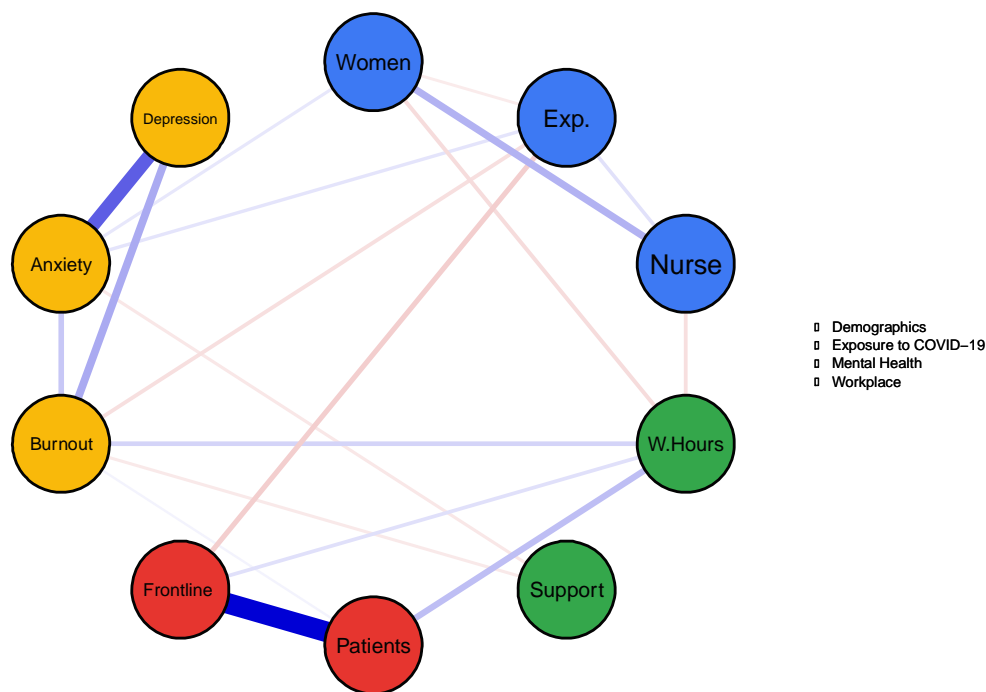 Women
Depression
Exp.
Anxiety
Nurse
Demographics
Exposure to COVID–19
Mental Health
Workplace
Burnout
W.Hours
Frontline
Support
Patients